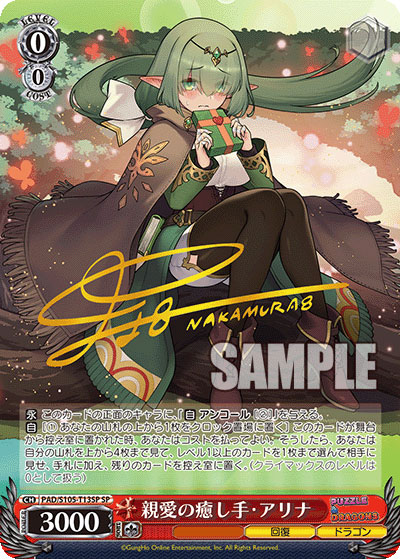 LEVEL
0
0
COST
NAKAMURA8
SAMPLE
永 このカードの正面のキャラに、『自 アンコール [②]』を与える。
自 [① あなたの山札の上から1枚をクロック置場に置く] このカードが舞台
から控え室に置かれた時、あなたはコストを払ってよい。そうしたら、あなたは
自分の山札を上から4枚まで見て、レベル1以上のカードを1枚まで選んで相手に見
せ、手札に加え、残りのカードを控え室に置く。（クライマックスのレベルは
0として扱う）
CH PAD/S105-T13SP SP
親愛の癒し手・アリナ
3000
回復
ドラゴン
©GungHo Online Entertainment, Inc. All Rights Reserved.